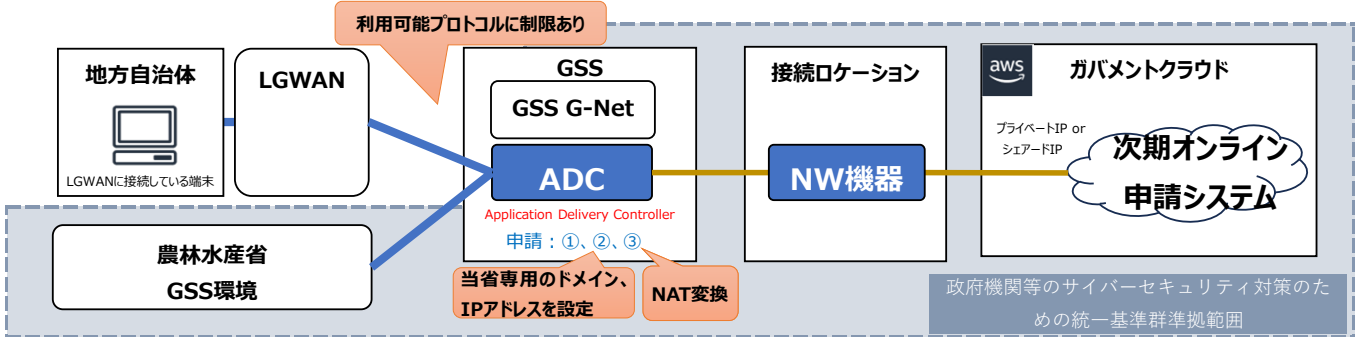 利用可能プロトコルに制限あり
地方自治体
LGWANに接続している端末
LGWAN
GSS
GSS G-Net
ADC
Application Delivery Controller
申請：①、②、③
当省専用のドメイン、
IPアドレスを設定
NAT変換
接続ロケーション
NW機器
aws
ガバメントクラウド
プライベートIP or
シェアードIP
次期オンライン
申請システム
農林水産省
GSS環境
政府機関等のサイバーセキュリティ対策のた
めの統一基準群準拠範囲